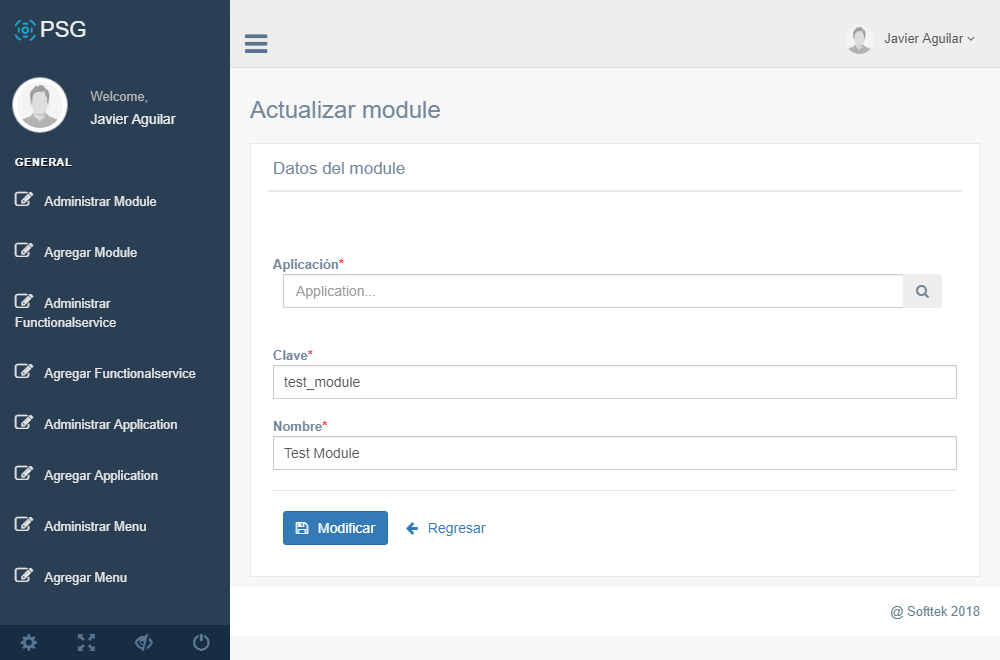 PSG
Welcome,
Javier Aguilar
GENERAL
Administrar Module
Agregar Module
Administrar
Functionalservice
Agregar Functionalservice
Administrar Application
Agregar Application
Administrar Menu
Agregar Menu
Javier Aguilar
Actualizar module
Datos del module
Aplicación*
Application...
Clave*
test_module
Nombre*
Test Module
Modificar Regresar
@ Softtek 2018